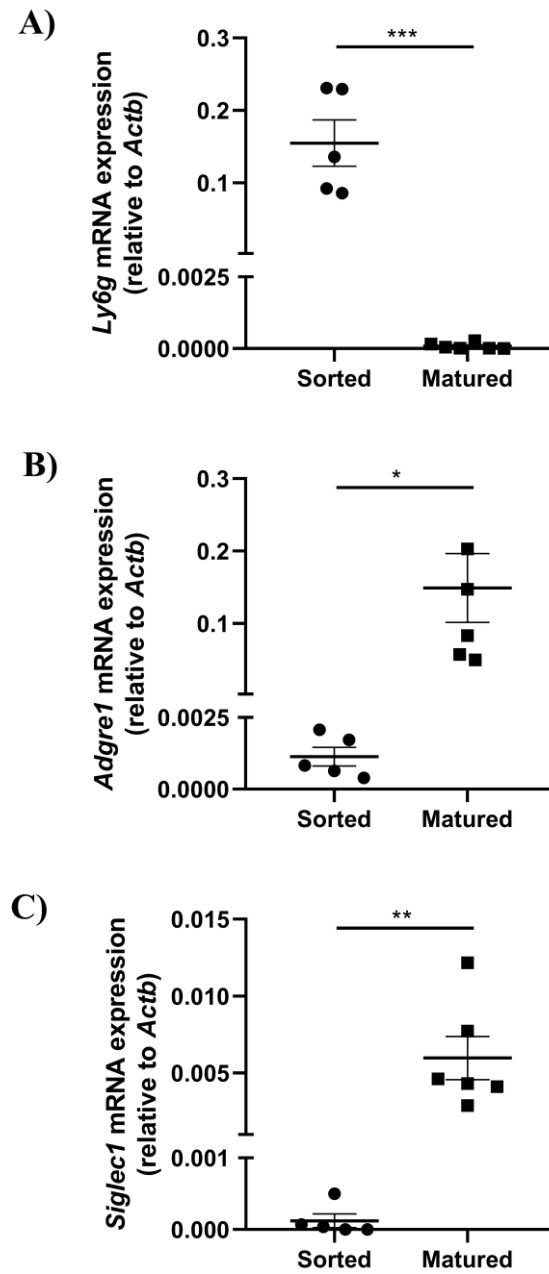 A)
Ly6g mRNA expression
(relative to Actb)
0.3
0.2
0.1
0.0025
0.0000
***
Sorted Matured
B)
Adgre1 mRNA expression
(relative to Actb)
0.3
0.2
0.1
0.0025
0.0000
*
Sorted Matured
C)
Siglec1 mRNA expression
(relative to Actb)
0.015
0.010
0.005
0.001
0.000
**
Sorted Matured